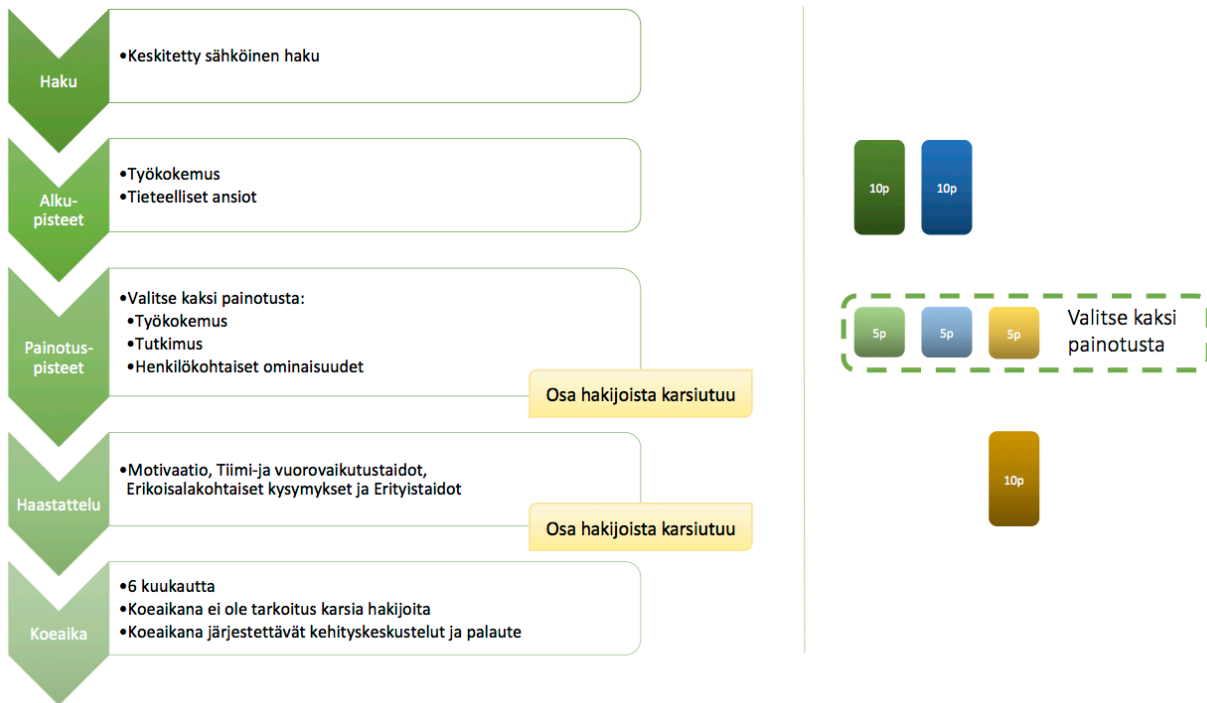 Haku
•Keskitetty sähköinen haku
Alku-
pisteet
•Työkokemus
•Tieteelliset ansiot
10p
10p
Painotus-
pisteet
•Valitse kaksi painotusta:
•Työkokemus
•Tutkimus
•Henkilökohtaiset ominaisuudet
Osa hakijoista karsiutuu
5p
5p
5p
Valitse kaksi
painotusta
Haastattelu
•Motivaatio, Tiimi-ja vuorovaikutustaidot,
Erikoisalakohtaiset kysymykset ja Erityistaidot
Osa hakijoista karsiutuu
10p
Koeaika
•6 kuukautta
•Koeaikana ei ole tarkoitus karsia hakijoita
•Koeaikana järjestettävät kehityskeskustelut ja palaute